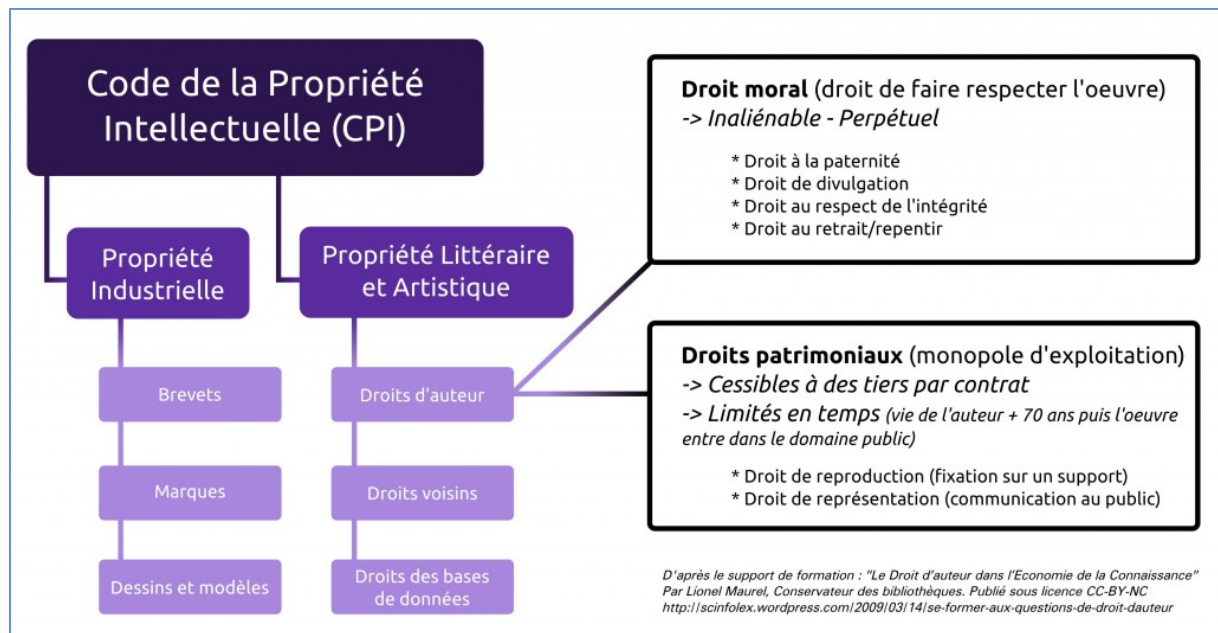 Code de la Propriété
Intellectuelle (CPI)
Propriété
Industrielle
Brevets
Marques
Dessins et modèles
Propriété Littéraire
et Artistique
Droits d'auteur
Droits voisins
Droits des bases
de données
Droit moral (droit de faire respecter l'oeuvre)
-> Inaliénable - Perpétuel
* Droit à la paternité
* Droit de divulgation
* Droit au respect de l'intégrité
* Droit au retrait/repentir
Droits patrimoniaux (monopole d'exploitation)
-> Cessibles à des tiers par contrat
-> Limités en temps (vie de l'auteur + 70 ans puis l'oeuvre
entre dans le domaine public)
* Droit de reproduction (fixation sur un support)
* Droit de représentation (communication au public)
D'après le support de formation : "Le Droit d'auteur dans l'Economie de la Connaissance"
Par Lionel Maurel, Conservateur des bibliothèques. Publié sous licence CC-BY-NC
http://scinfolex.wordpress.com/2009/03/14/se-former-aux-questions-de-droit-dauteur